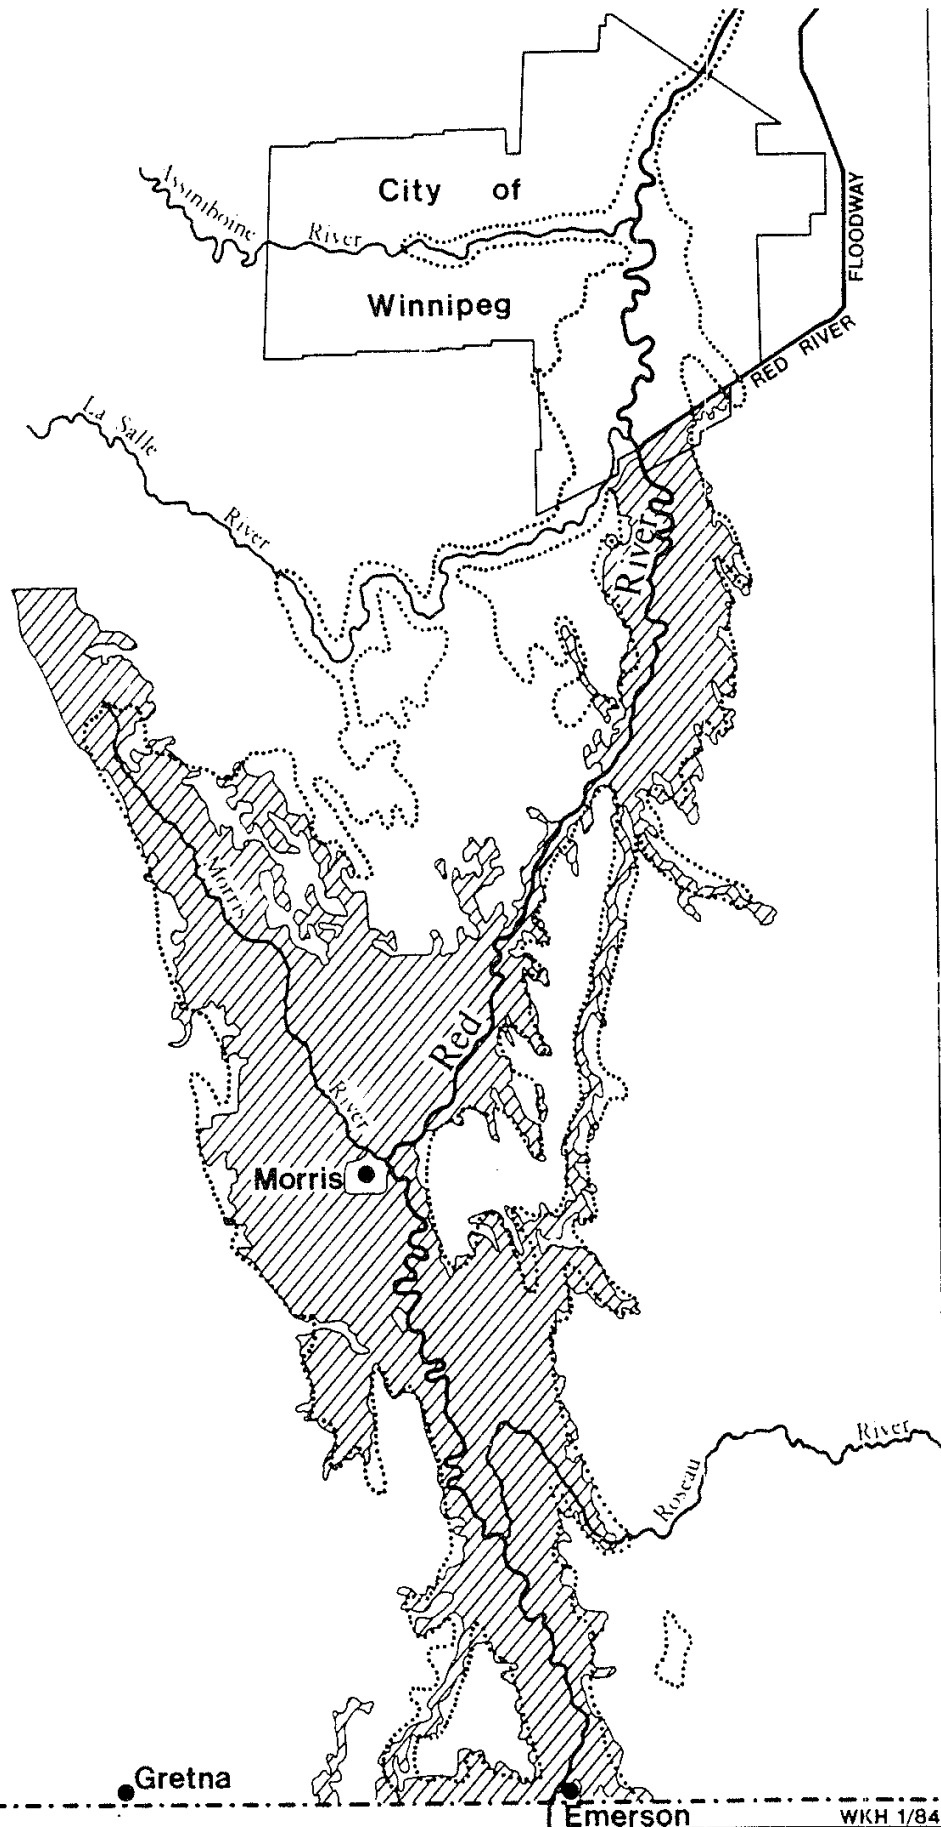 City of
Assiniboine River
Winnipeg
FLOODWAY
RED RIVER
La Salle River
River
Morris
Red
River
Morris
River
Roseau
Gretna
Emerson
WKH 1/84